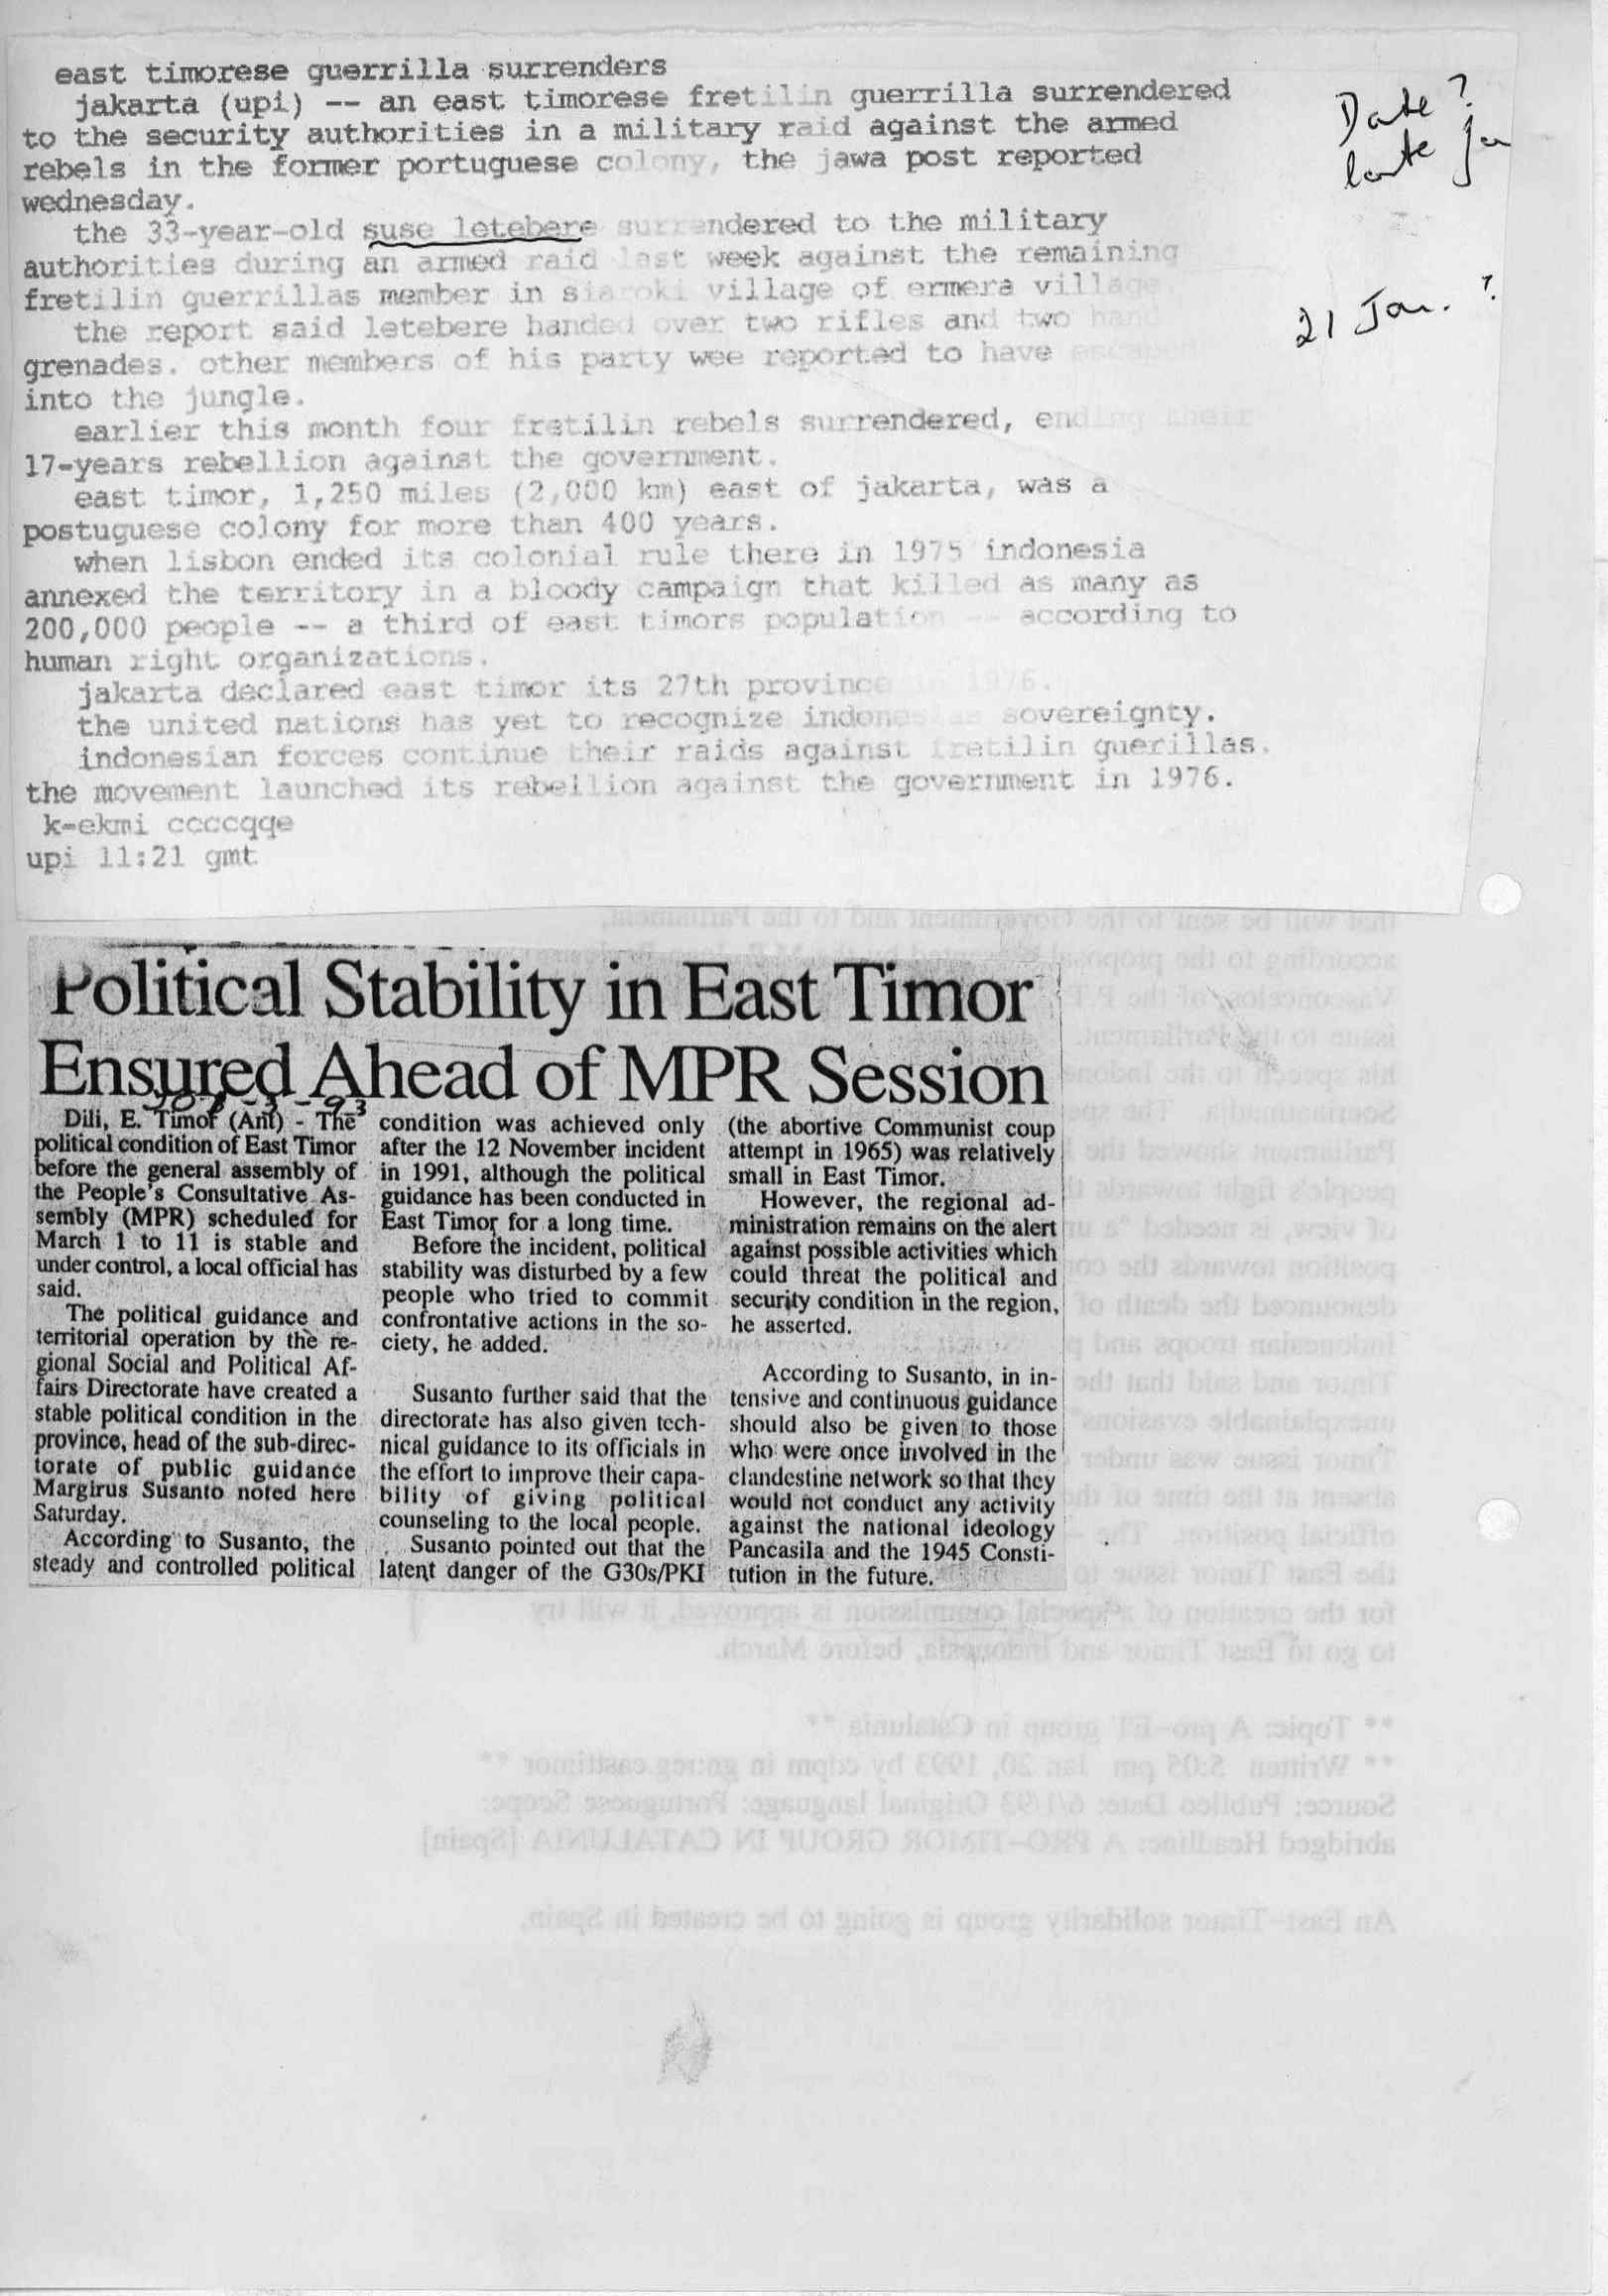 east timorese guerrilla surrenders
jakarta (upi) -- an east timorese fretilin guerrilla surrendered
to the security authorities in a military raid against the armed
rebels in the former portuguese colony, the jawa post reported
wednesday.
the 33-year-old suse letebere surrendered to the military
authorities during an armed raid last week against the remaining
fretilin guerrillas member in siaroki village of ermera village.
the report said letebere handed over two rifles and two hand
grenades. other members of his party wee reported to have escaped
into the jungle.
earlier this month four fretilin rebels surrendered, ending their
17-years rebellion against the government.
east timor, 1,250 miles (2,000 km) east of jakarta, was a
postuguese colony for more than 400 years.
when lisbon ended its colonial rule there in 1975 indonesia
annexed the territory in a bloody campaign that killed as many as
200,000 people -- a third of east timors population -- according to
human right organizations.
jakarta declared east timor its 27th province in 1976.
the united nations has yet to recognize indonesian sovereignty.
indonesian forces continue their raids against fretilin guerillas.
the movement launched its rebellion against the government in 1976.
k-ekmi ccccqqe
upi 11:21 gmt
Date?
late Ja
21 Jan. ?
Political Stability in East Timor
Ensured Ahead of MPR Session
Dili, E. Timor (Ant) - The
political condition of East Timor
before the general assembly of
the People's Consultative As-
sembly (MPR) scheduled for
March 1 to 11 is stable and
under control, a local official has
said.
The political guidance and
territorial operation by the re-
gional Social and Political Af-
fairs Directorate have created a
stable political condition in the
province, head of the sub-direc-
torate of public guidance
Margirus Susanto noted here
Saturday.
According to Susanto, the
steady and controlled political
condition was achieved only
after the 12 November incident
in 1991, although the political
guidance has been conducted in
East Timor for a long time.
Before the incident, political
stability was disturbed by a few
people who tried to commit
confrontative actions in the so-
ciety, he added.
Susanto further said that the
directorate has also given tech-
nical guidance to its officials in
the effort to improve their capa-
bility of giving political
counseling to the local people.
Susanto pointed out that the
latent danger of the G30s/PKI
(the abortive Communist coup
attempt in 1965) was relatively
small in East Timor.
However, the regional ad-
ministration remains on the alert
against possible activities which
could threat the political and
security condition in the region,
he asserted.
According to Susanto, in in-
tensive and continuous guidance
should also be given to those
who were once involved in the
clandestine network so that they
would not conduct any activity
against the national ideology
Pancasila and the 1945 Consti-
tution in the future.